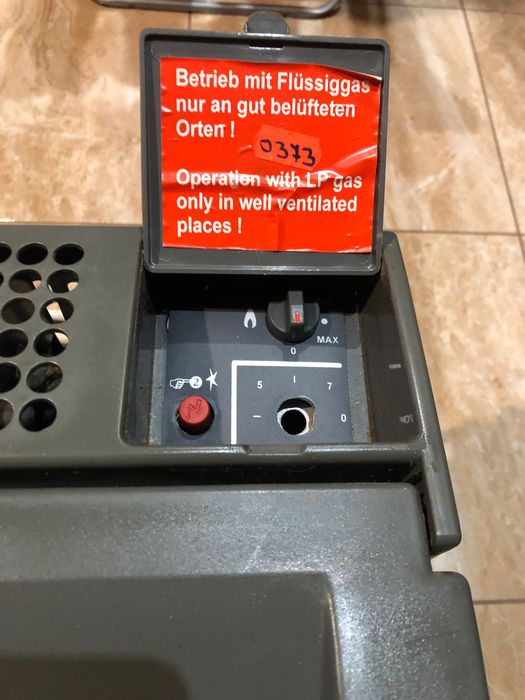 Betrieb mit Flüssiggas
nur an gut belüfteten
Orten !
0373
Operation with LP gas
only in well ventilated
places !
MAX
0
2
5 I 7
– 0